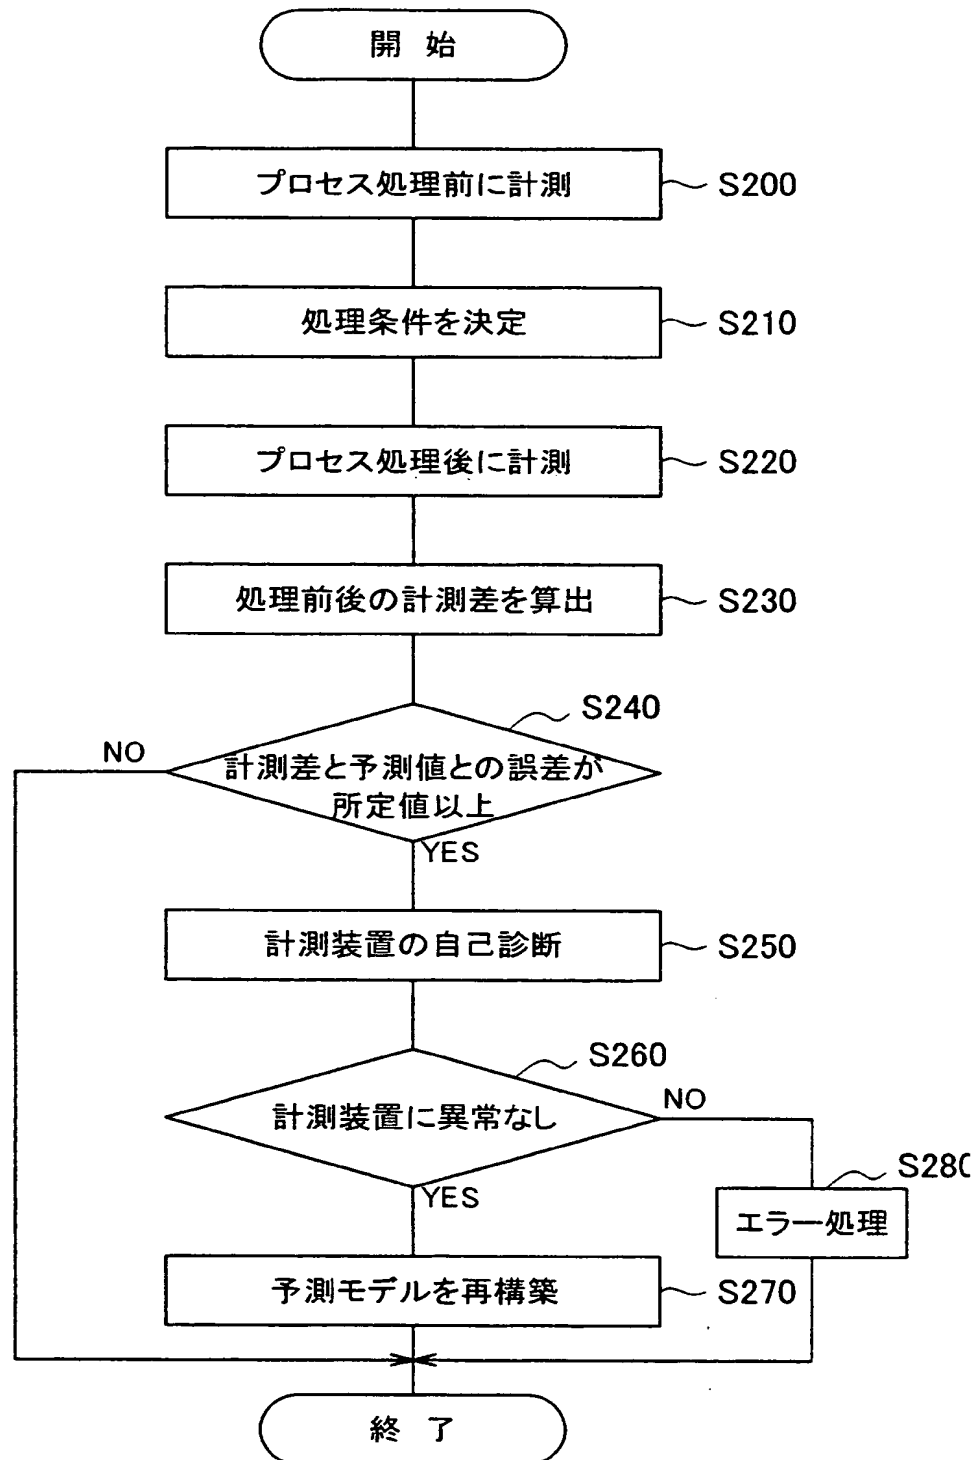 開 始
プロセス処理前に計測
S200
処理条件を決定
S210
プロセス処理後に計測
S220
処理前後の計測差を算出
S230
S240
NO
計測差と予測値との誤差が
所定値以上
YES
計測装置の自己診断
S250
S260
計測装置に異常なし
NO
YES
S280
エラー処理
予測モデルを再構築
S270
終 了